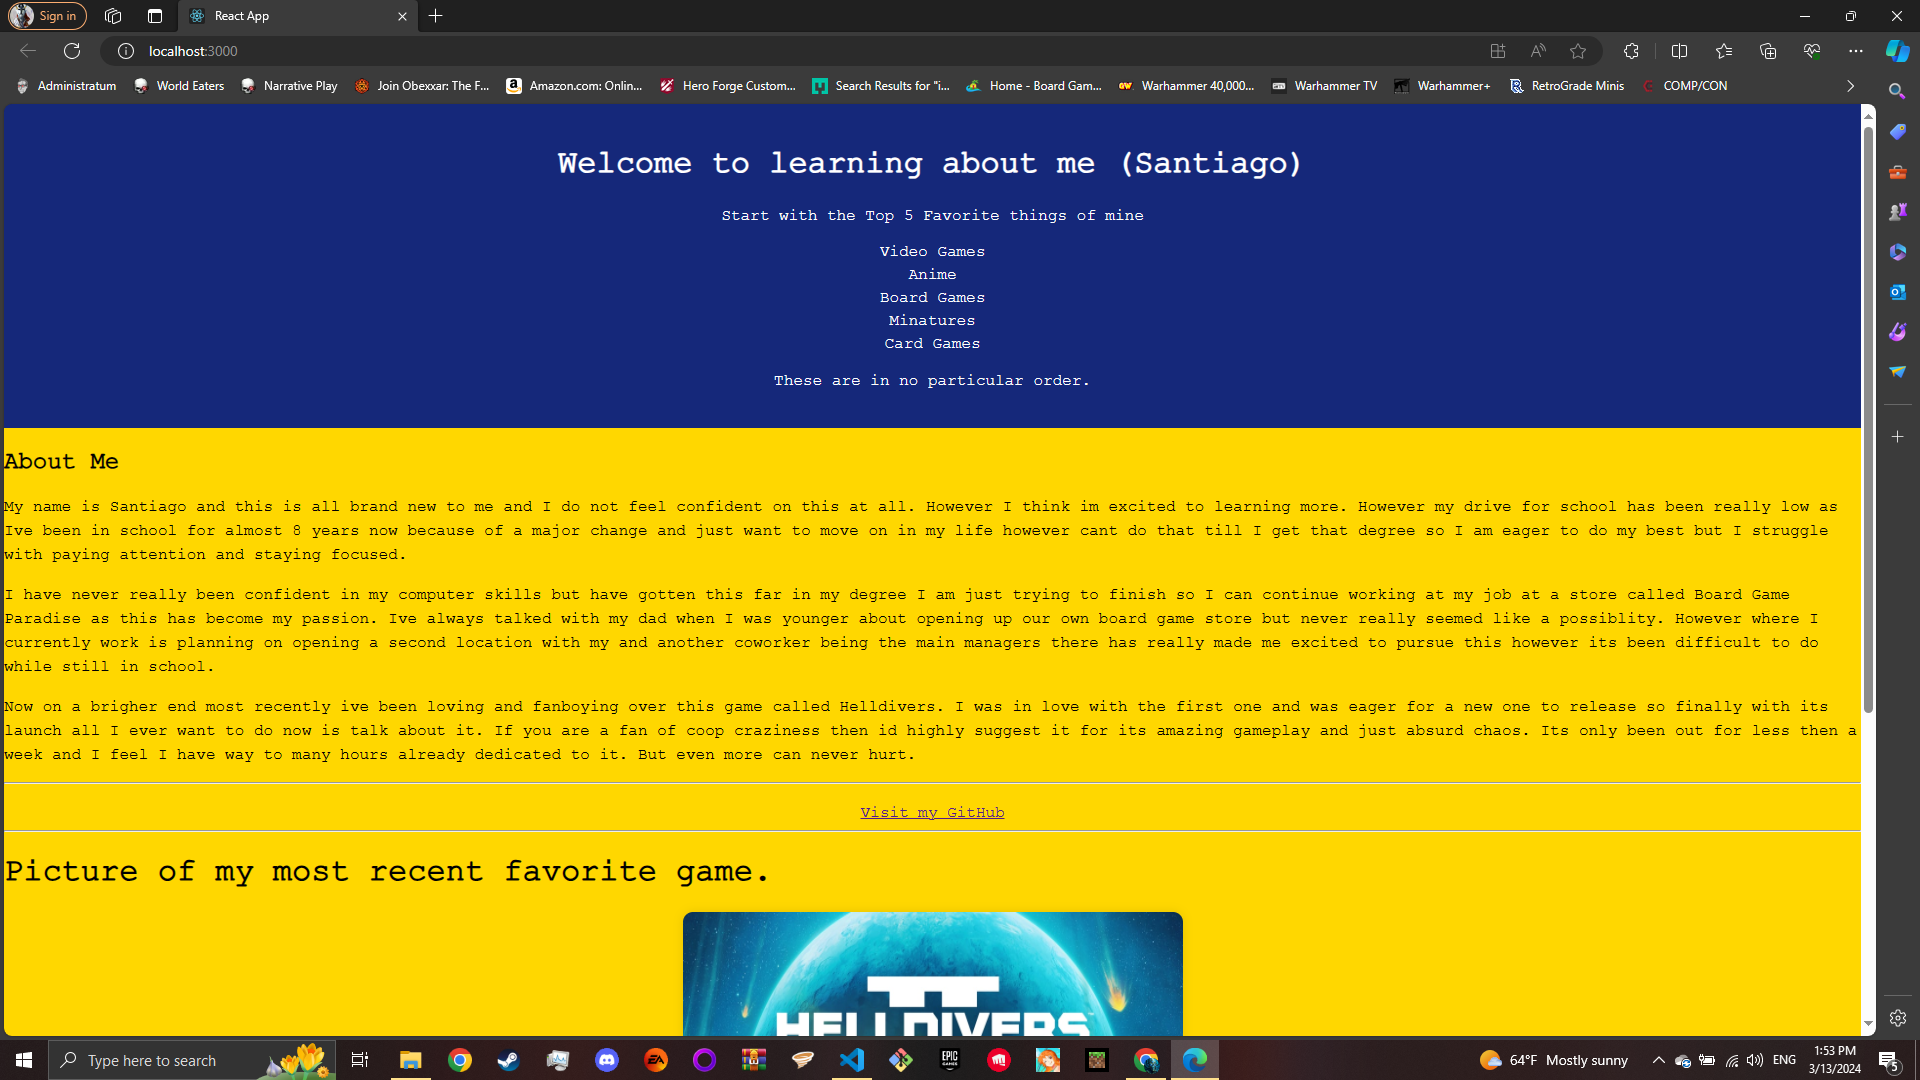 Sign in
React App
localhost:3000
Administratum World Eaters Narrative Play Join Obexxar: The F... Amazon.com: Onlin... Hero Forge Custom... Search Results for "i... Home - Board Gam... Warhammer 40,000... Warhammer TV Warhammer+ RetroGrade Minis COMP/CON
Welcome to learning about me (Santiago)
Start with the Top 5 Favorite things of mine
Video Games
Anime
Board Games
Minatures
Card Games
These are in no particular order.
About Me
My name is Santiago and this is all brand new to me and I do not feel confident on this at all. However I think im excited to learning more. However my drive for school has been really low as
Ive been in school for almost 8 years now because of a major change and just want to move on in my life however cant do that till I get that degree so I am eager to do my best but I struggle
with paying attention and staying focused.
I have never really been confident in my computer skills but have gotten this far in my degree I am just trying to finish so I can continue working at my job at a store called Board Game
Paradise as this has become my passion. Ive always talked with my dad when I was younger about opening up our own board game store but never really seemed like a possiblity. However where I
currently work is planning on opening a second location with my and another coworker being the main managers there has really made me excited to pursue this however its been difficult to do
while still in school.
Now on a brigher end most recently ive been loving and fanboying over this game called Helldivers. I was in love with the first one and was eager for a new one to release so finally with its
launch all I ever want to do now is talk about it. If you are a fan of coop craziness then id highly suggest it for its amazing gameplay and just absurd chaos. Its only been out for less then a
week and I feel I have way to many hours already dedicated to it. But even more can never hurt.
Visit my GitHub
Picture of my most recent favorite game.
HELLDIVERS
Type here to search
EA
EPIC GAMES
64°F Mostly sunny
ENG
1:53 PM
3/13/2024
5